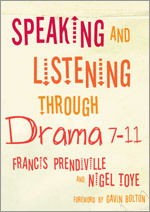 SPEAKING AND
LISTENING
THROUGH
Drama 7-11
FRANCIS PRENDIVILLE
AND NIGEL TOYE
FOREWORD BY GAVIN BOLTON